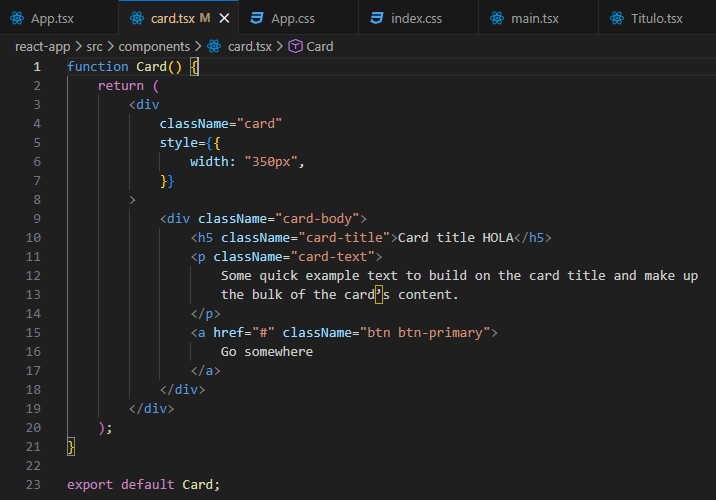 App.tsx card.tsx M × App.css index.css main.tsx Titulo.tsx
react-app > src > components > card.tsx > Card
1 function Card() {
2     return (
3         <div
4             className="card"
5             style={{
6                 width: "350px",
7             }}
8         >
9             <div className="card-body">
10                 <h5 className="card-title">Card title HOLA</h5>
11                 <p className="card-text">
12                     Some quick example text to build on the card title and make up
13                     the bulk of the card’s content.
14                 </p>
15                 <a href="#" className="btn btn-primary">
16                     Go somewhere
17                 </a>
18             </div>
19         </div>
20     );
21 }
22
23 export default Card;